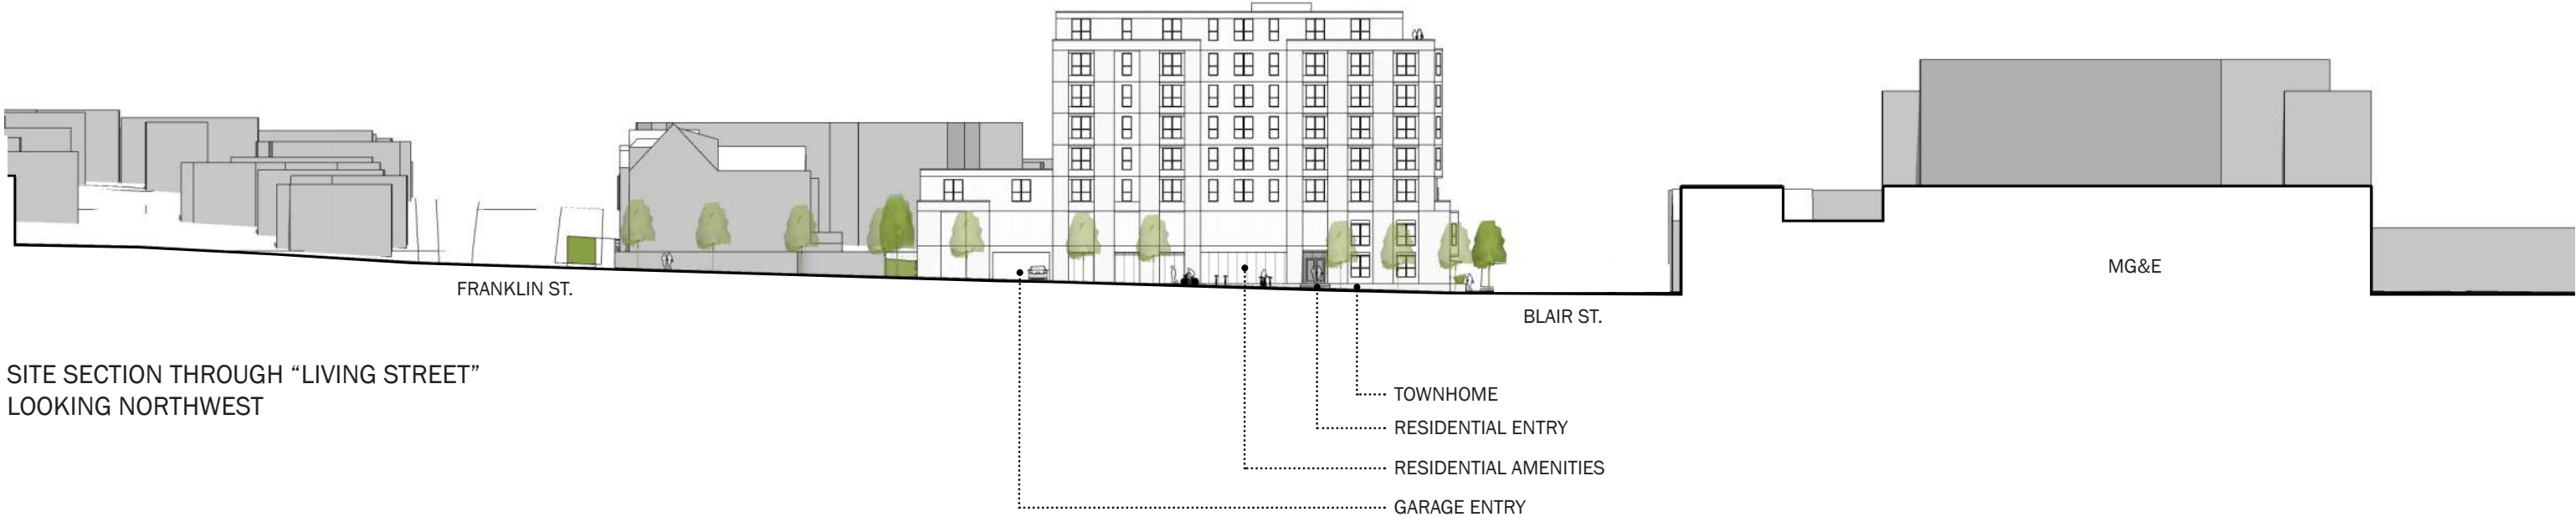 MG&E
FRANKLIN ST.
BLAIR ST.
SITE SECTION THROUGH “LIVING STREET”
LOOKING NORTHWEST
TOWNHOME
RESIDENTIAL ENTRY
RESIDENTIAL AMENITIES
GARAGE ENTRY